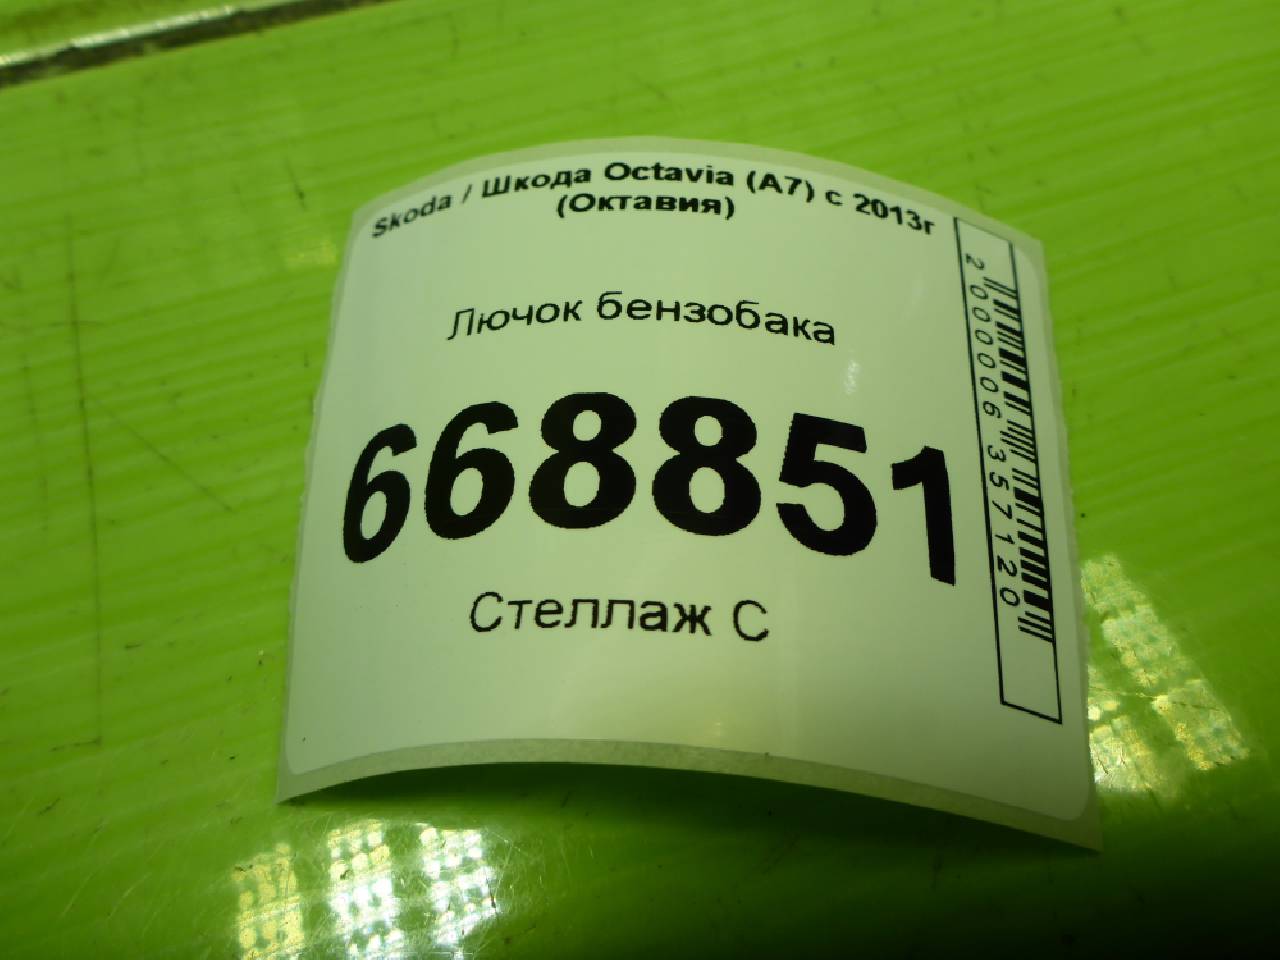 Skoda / Шкода Octavia (A7) с 2013г
(Октавия)
Лючок бензобака
668851
Стеллаж С
2000006357120